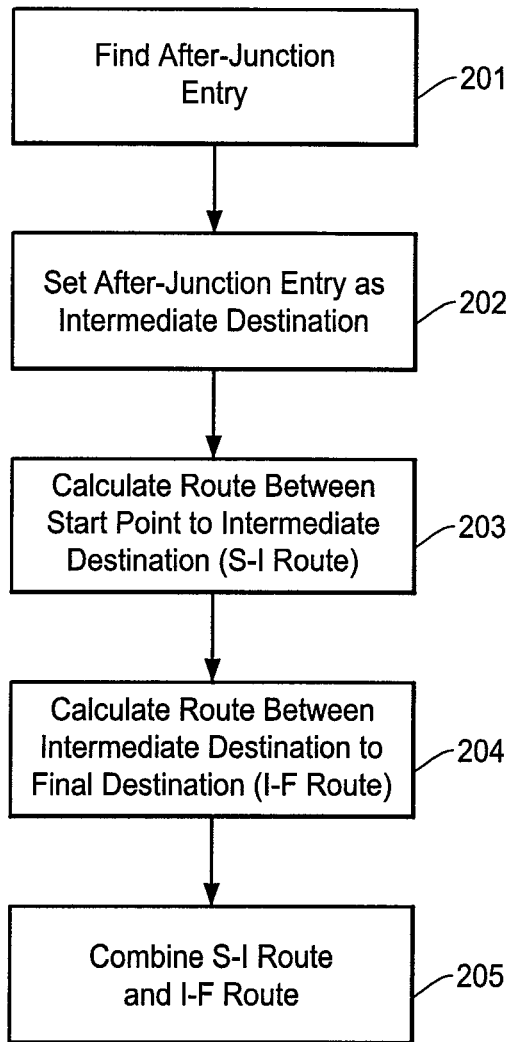 Find After-Junction
Entry
201
Set After-Junction Entry as
Intermediate Destination
202
Calculate Route Between
Start Point to Intermediate
Destination (S-I Route)
203
Calculate Route Between
Intermediate Destination to
Final Destination (I-F Route)
204
Combine S-I Route
and I-F Route
205